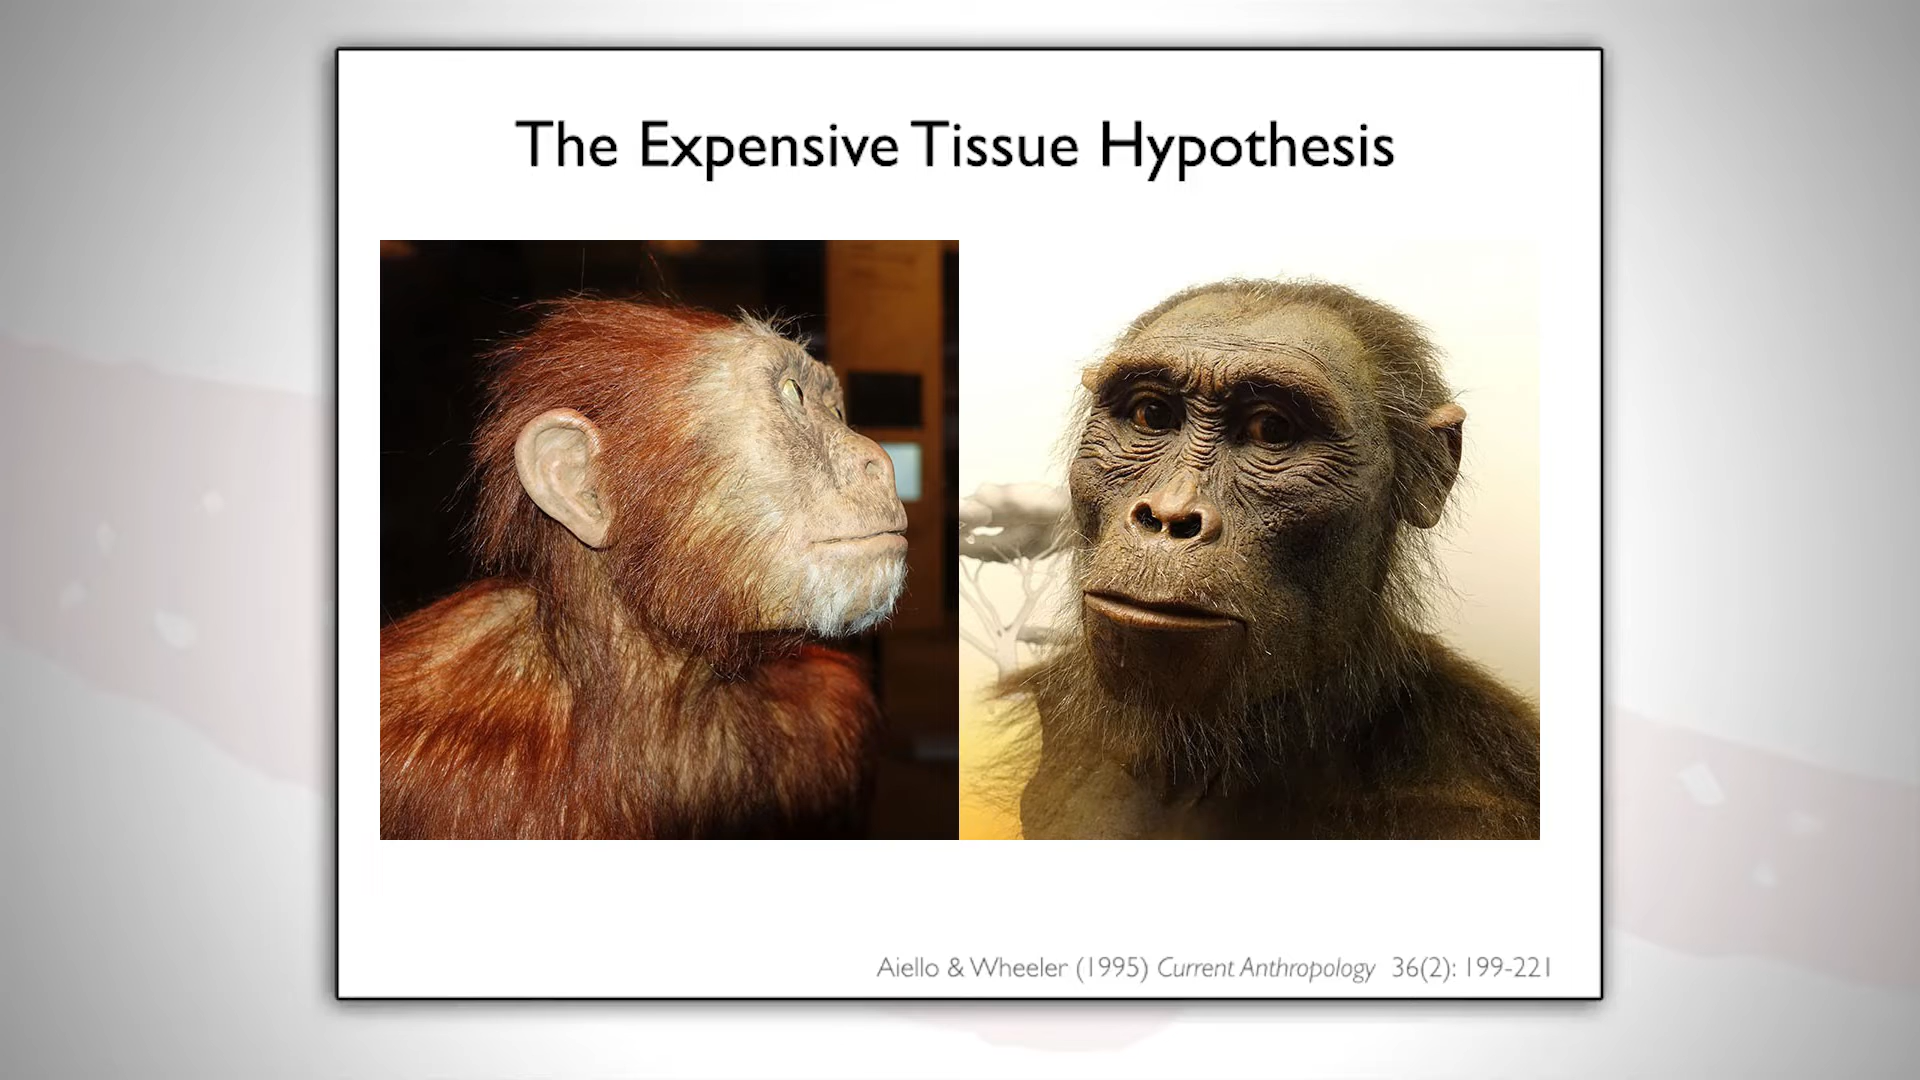 The Expensive Tissue Hypothesis
Aiello & Wheeler (1995) Current Anthropology 36(2): 199-221